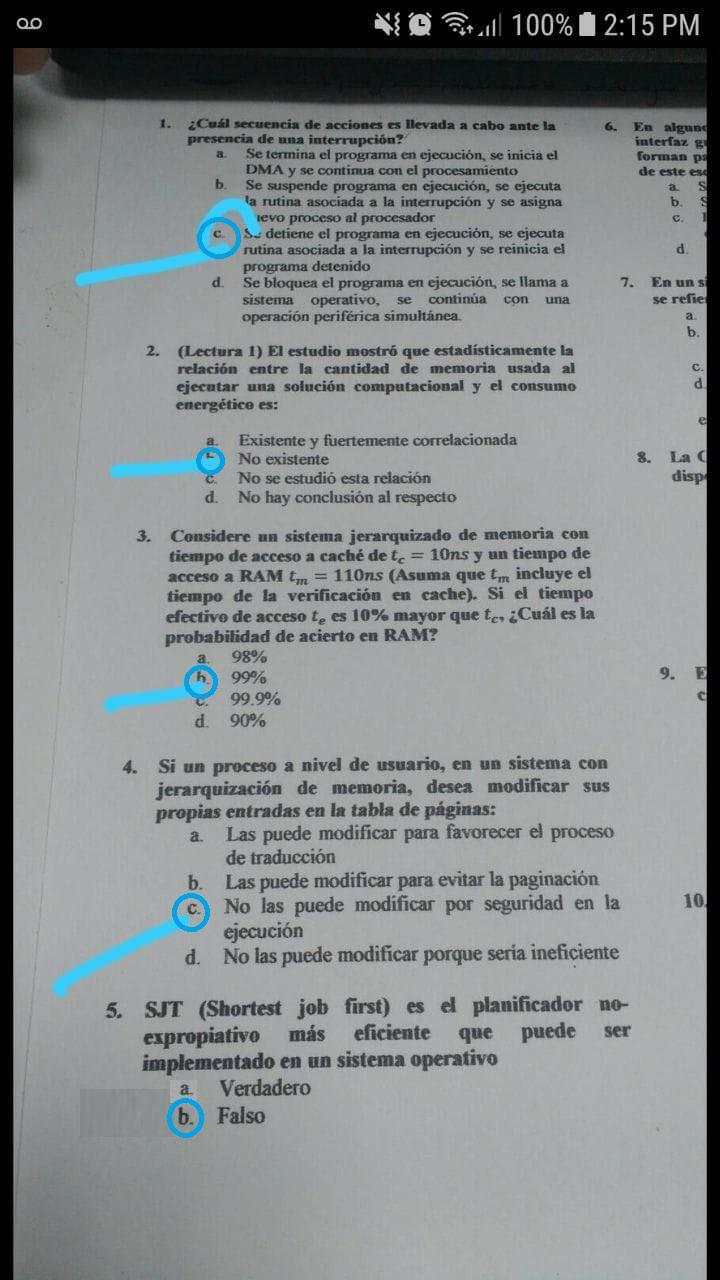 100% 2:15 PM
1. ¿Cuál secuencia de acciones es llevada a cabo ante la
presencia de una interrupción?
a. Se termina el programa en ejecución, se inicia el
DMA y se continua con el procesamiento
b. Se suspende programa en ejecución, se ejecuta
la rutina asociada a la interrupción y se asigna
nuevo proceso al procesador
c. Se detiene el programa en ejecución, se ejecuta
rutina asociada a la interrupción y se reinicia el
programa detenido
d. Se bloquea el programa en ejecución, se llama a
sistema operativo, se continúa con una
operación periférica simultánea.
2. (Lectura 1) El estudio mostró que estadísticamente la
relación entre la cantidad de memoria usada al
ejecutar una solución computacional y el consumo
energético es:
a. Existente y fuertemente correlacionada
No existente
c. No se estudió esta relación
d. No hay conclusión al respecto
3. Considere un sistema jerarquizado de memoria con
tiempo de acceso a caché de tc = 10ns y un tiempo de
acceso a RAM tm = 110ns (Asuma que tm incluye el
tiempo de la verificación en cache). Si el tiempo
efectivo de acceso te es 10% mayor que tc, ¿Cuál es la
probabilidad de acierto en RAM?
a. 98%
b. 99%
c. 99.9%
d. 90%
4. Si un proceso a nivel de usuario, en un sistema con
jerarquización de memoria, desea modificar sus
propias entradas en la tabla de páginas:
a. Las puede modificar para favorecer el proceso
de traducción
b. Las puede modificar para evitar la paginación
c. No las puede modificar por seguridad en la
ejecución
d. No las puede modificar porque sería ineficiente
5. SJT (Shortest job first) es el planificador no-
expropiativo más eficiente que puede ser
implementado en un sistema operativo
a. Verdadero
b. Falso
6. En
interfaz
forman
de este
a. S
b. S
c.
d.
7. En un
se
a.
b.
c.
d.
e
8. La
9. E
c
10.